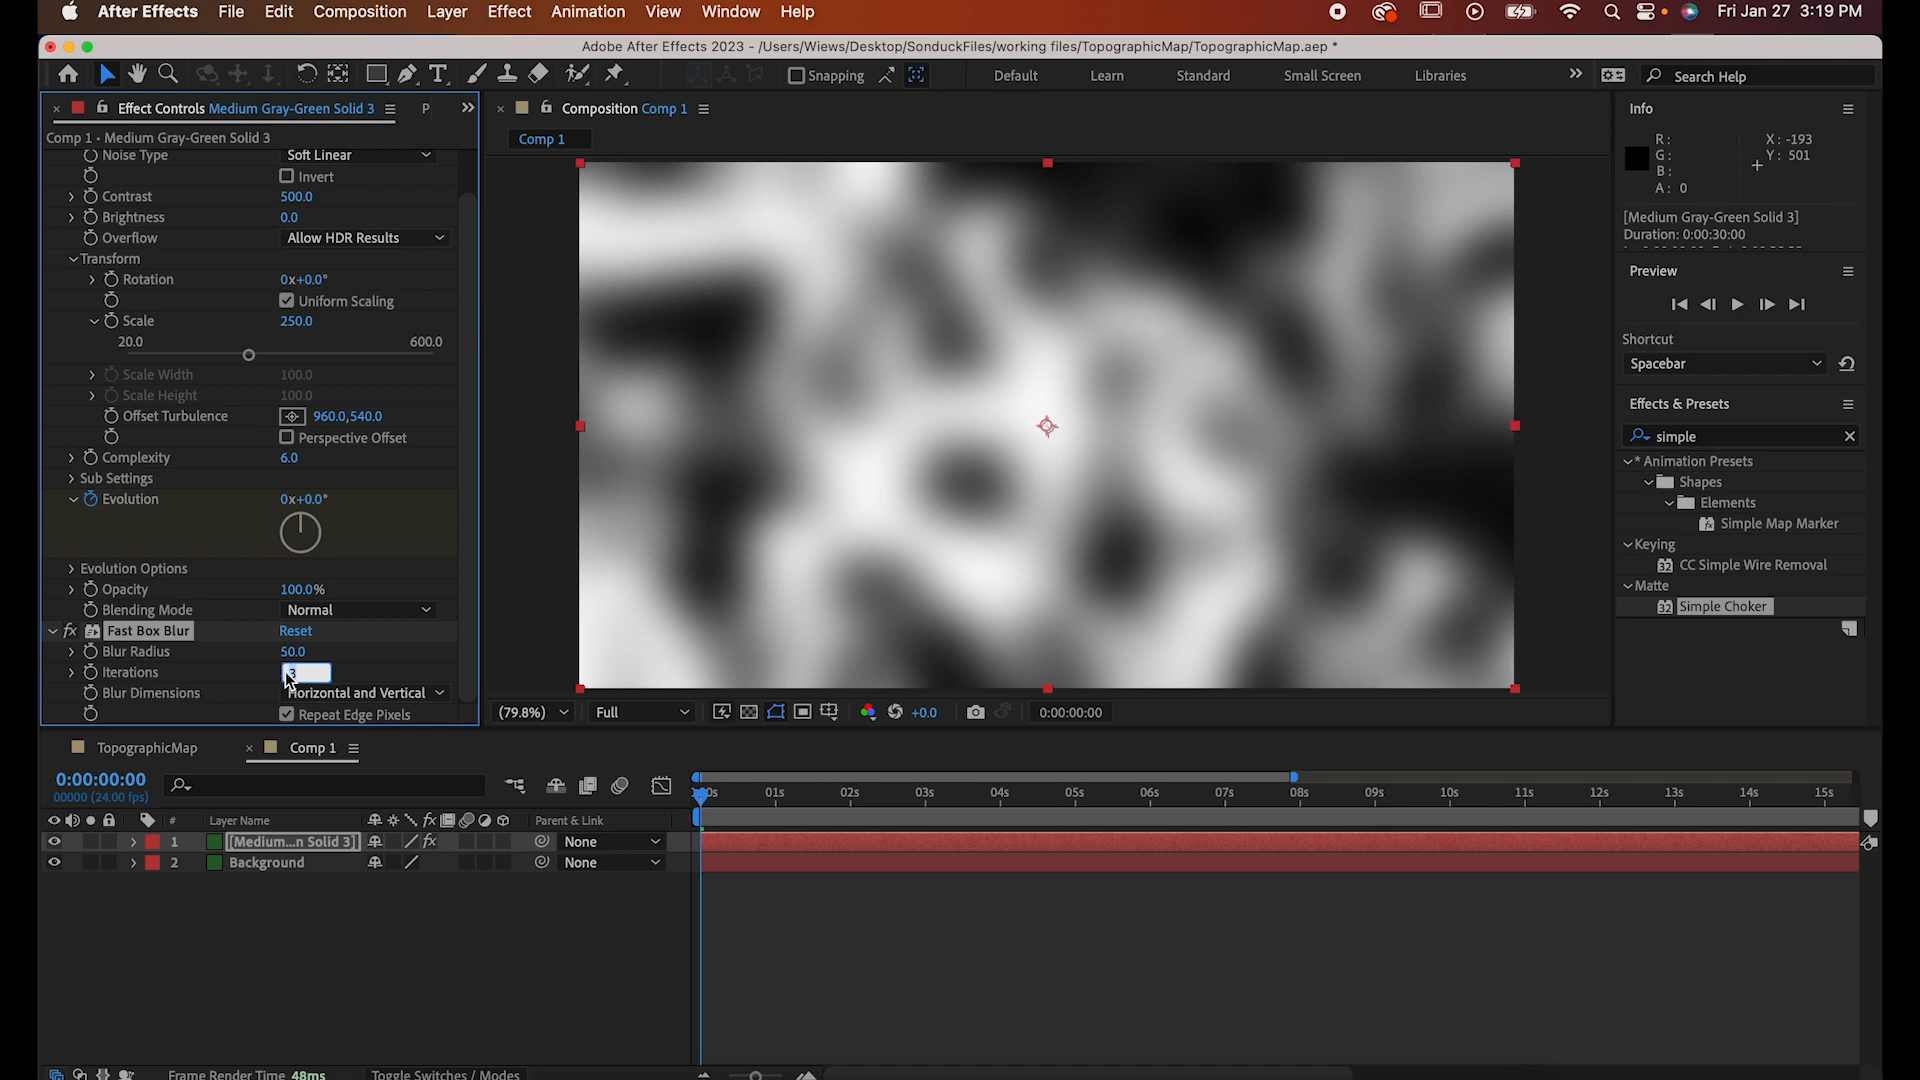 After Effects File Edit Composition Layer Effect Animation View Window Help Fri Jan 27 3:19 PM
Adobe After Effects 2023 - /Users/Wiews/Desktop/SonduckFiles/working files/TopographicMap/TopographicMap.aep *
Snapping Default Learn Standard Small Screen Libraries Search Help
Effect Controls Medium Gray-Green Solid 3 P
Composition Comp 1
Info
Comp 1 • Medium Gray-Green Solid 3
Comp 1
Noise Type Soft Linear
Invert
Contrast 500.0
Brightness 0.0
Overflow Allow HDR Results
Transform
Rotation 0x+0.0°
Uniform Scaling
Scale 250.0
20.0 600.0
Scale Width 100.0
Scale Height 100.0
Offset Turbulence 960.0,540.0
Perspective Offset
Complexity 6.0
Sub Settings
Evolution 0x+0.0°
Evolution Options
Opacity 100.0%
Blending Mode Normal
fx Fast Box Blur Reset
Blur Radius 50.0
Iterations 3
Blur Dimensions Horizontal and Vertical
Repeat Edge Pixels
R: X: -193
G: Y: 501
B:
A: 0
[Medium Gray-Green Solid 3]
Duration: 0:00:30:00
Preview
Shortcut
Spacebar
Effects & Presets
simple
* Animation Presets
Shapes
Elements
Simple Map Marker
Keying
32 CC Simple Wire Removal
Matte
32 Simple Choker
(79.8%) Full +0.0 0:00:00:00
TopographicMap Comp 1
0:00:00:00
00000 (24.00 fps)
01s 02s 03s 04s 05s 06s 07s 08s 09s 10s 11s 12s 13s 14s 15s
# Layer Name fx Parent & Link
1 [Medium...n Solid 3] fx None
2 Background None
Frame Render Time 48ms Toggle Switches / Modes